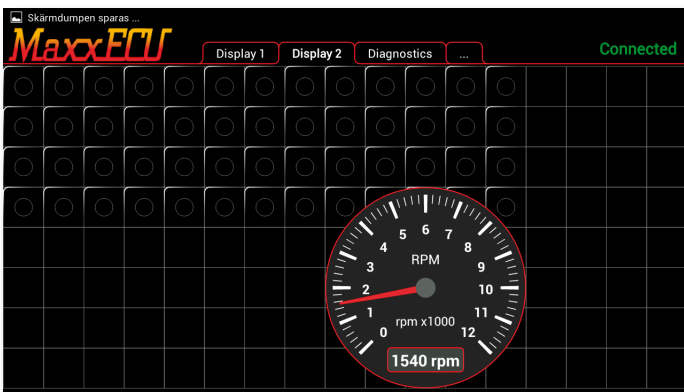 Skärmdumpen sparas ...
MaxxECU
Display 1
Display 2
Diagnostics
...
Connected
6
5
7
4
8
RPM
3
9
2
10
1
rpm x1000
11
0
12
1540 rpm